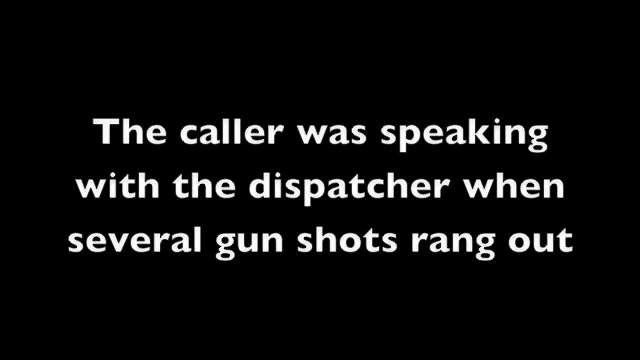 The caller was speaking
with the dispatcher when
several gun shots rang out